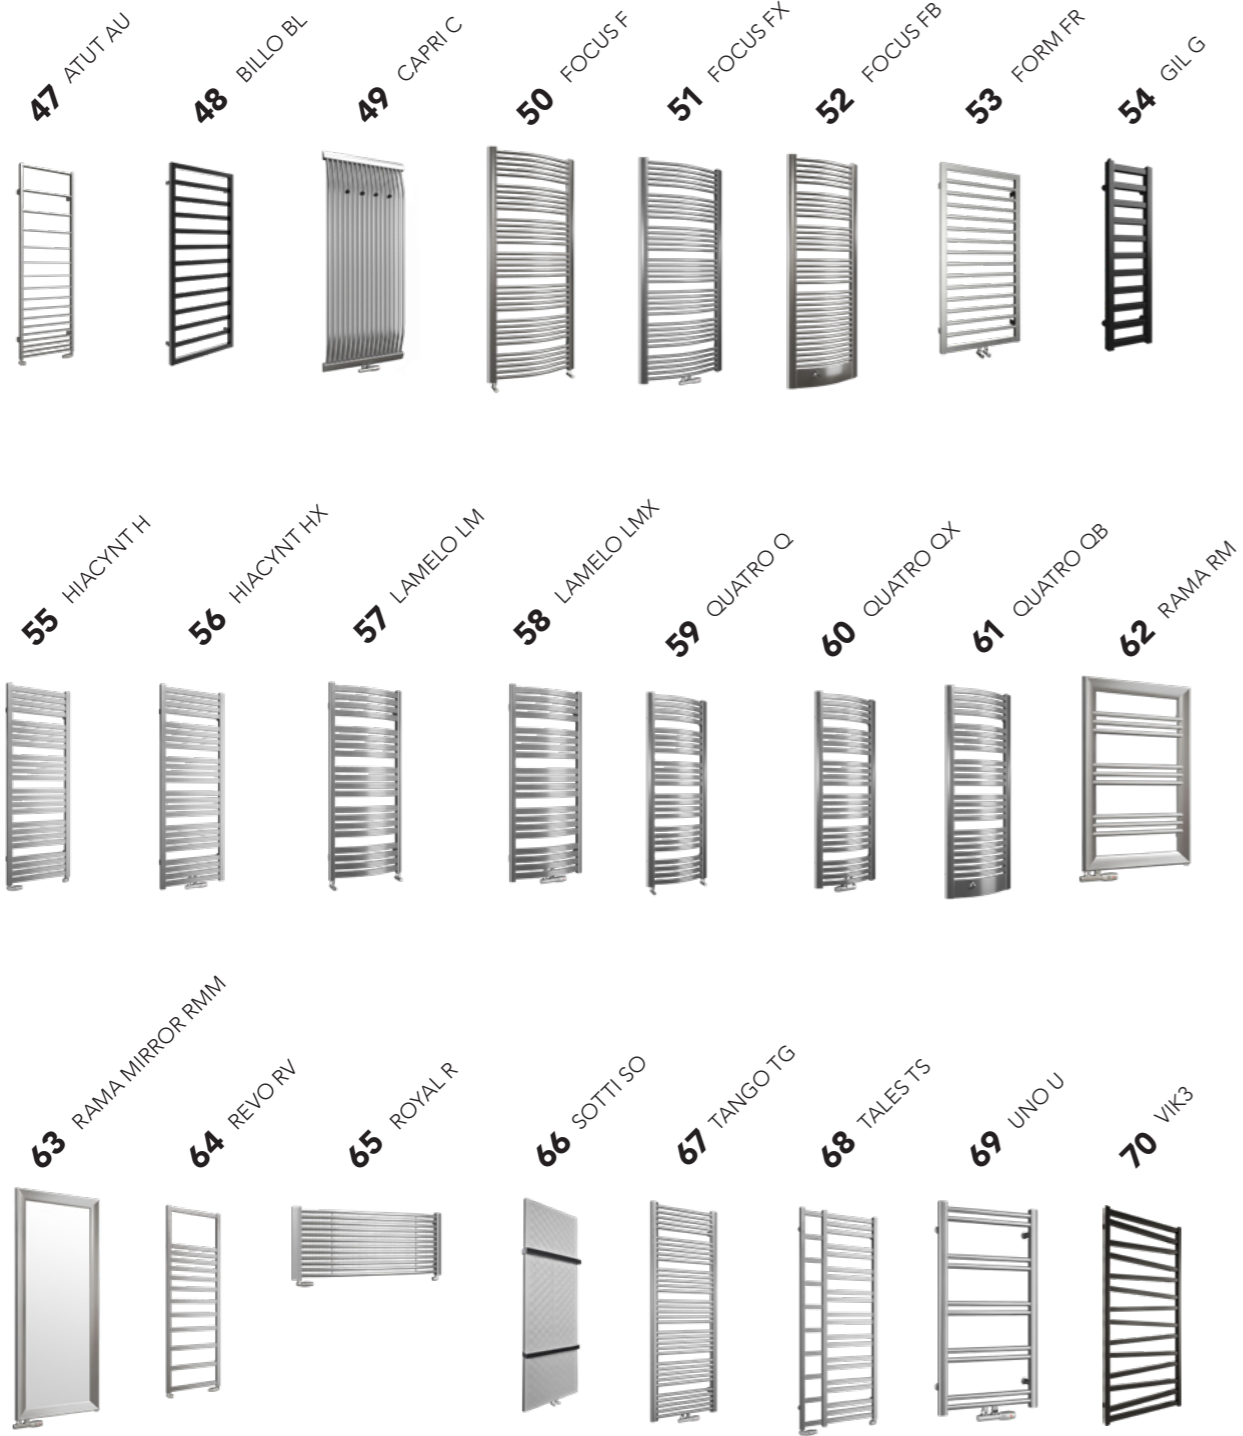 47 ATUT AU
48 BILLO BL
49 CAPRI C
50 FOCUS F
51 FOCUS FX
52 FOCUS FB
53 FORM FR
54 GIL G
55 HIACYNT H
56 HIACYNT HX
57 LAMELO LM
58 LAMELO LMX
59 QUATRO Q
60 QUATRO QX
61 QUATRO QB
62 RAMA RM
63 RAMA MIRROR RMM
64 REVO RV
65 ROYAL R
66 SOTTI SO
67 TANGO TG
68 TALES TS
69 UNO U
70 VIK3